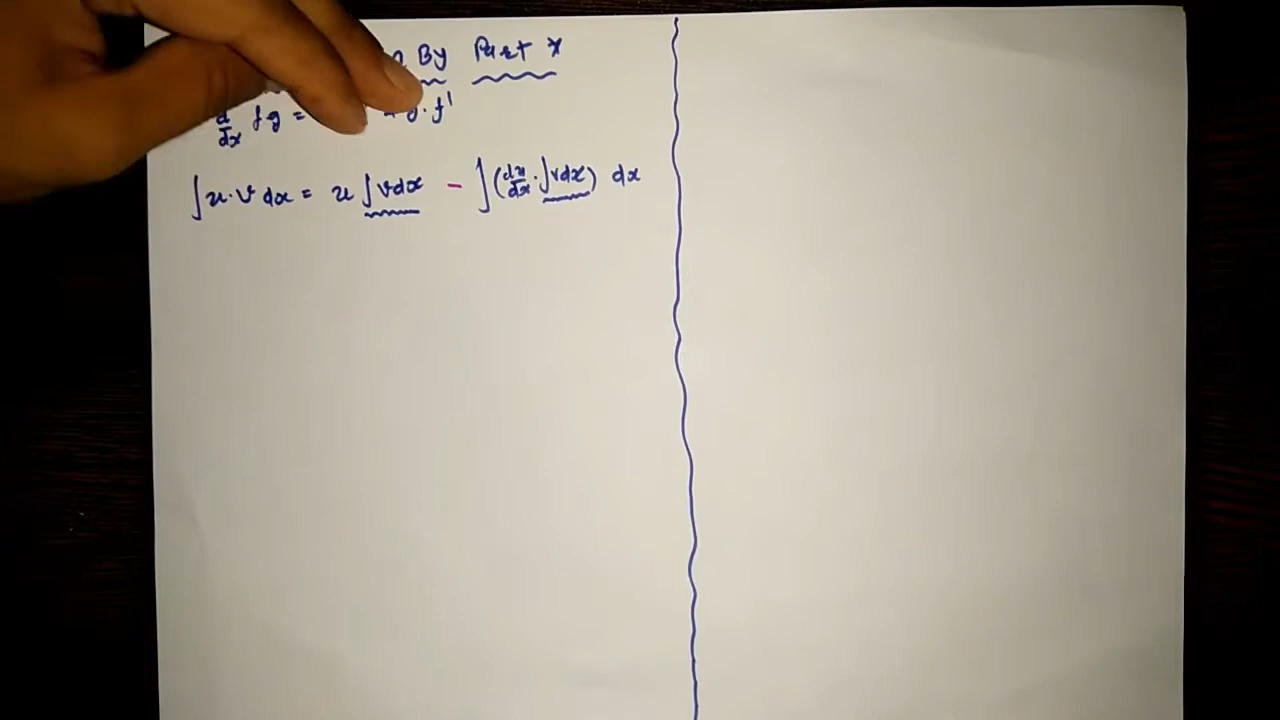 By Part *
d/dx fg = g. f'
∫u.v dx = u ∫vdx - ∫(du/dx . ∫vdx) dx